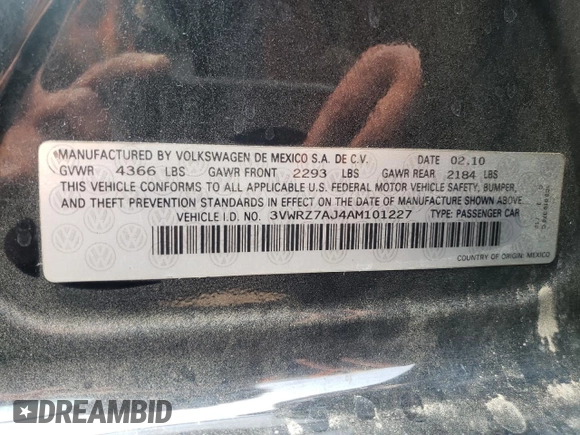 MANUFACTURED BY VOLKSWAGEN DE MEXICO S.A. DE C.V. DATE 02.10
GVWR 4366 LBS GAWR FRONT 2293 LBS GAWR REAR 2184 LBS
THIS VEHICLE CONFORMS TO ALL APPLICABLE U.S. FEDERAL MOTOR VEHICLE SAFETY, BUMPER,
AND THEFT PREVENTION STANDARDS IN EFFECT ON THE DATE OF MANUFACTURE SHOWN ABOVE.
VEHICLE I.D. NO. 3VWRZ7AJ4AM101227 TYPE: PASSENGER CAR
COUNTRY OF ORIGIN: MEXICO
DREAMBID